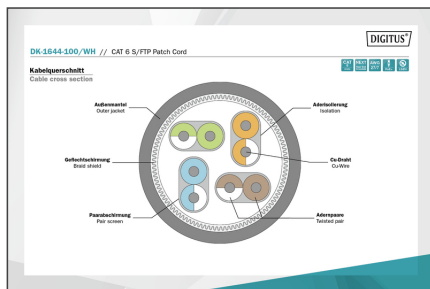 DIGITUS®
DK-1644-100/WH // CAT 6 S/FTP Patch Cord
Kabelquerschnitt
Cable cross section
Außenmantel
Outer jacket
Aderisolierung
Isolation
Geflechtschirmung
Braid shield
Cu-Draht
Cu-Wire
Paarabschirmung
Pair screen
Adernpaare
Twisted pair